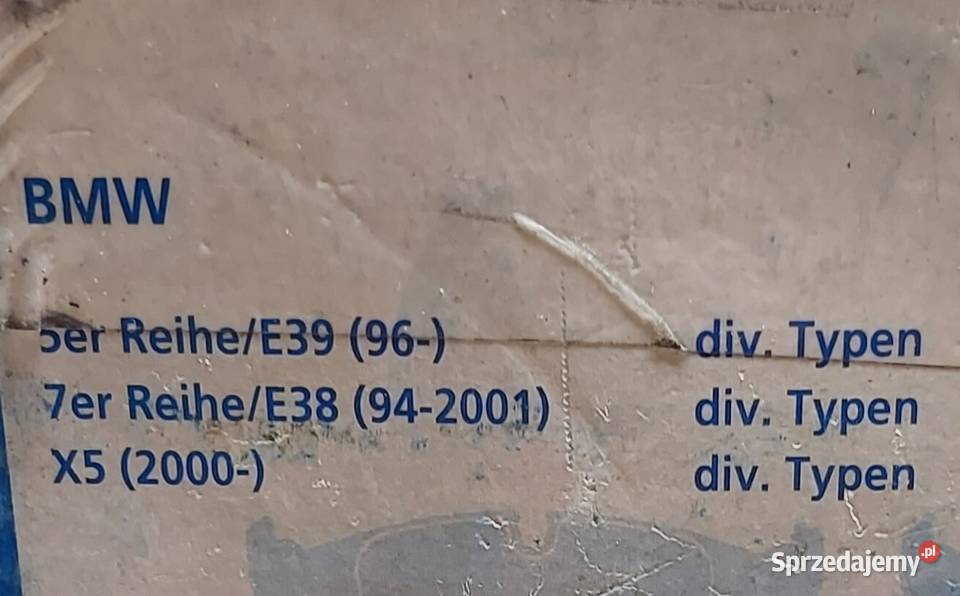 BMW
5er Reihe/E39 (96-) div. Typen
7er Reihe/E38 (94-2001) div. Typen
X5 (2000-) div. Typen
Sprzedajemy.pl